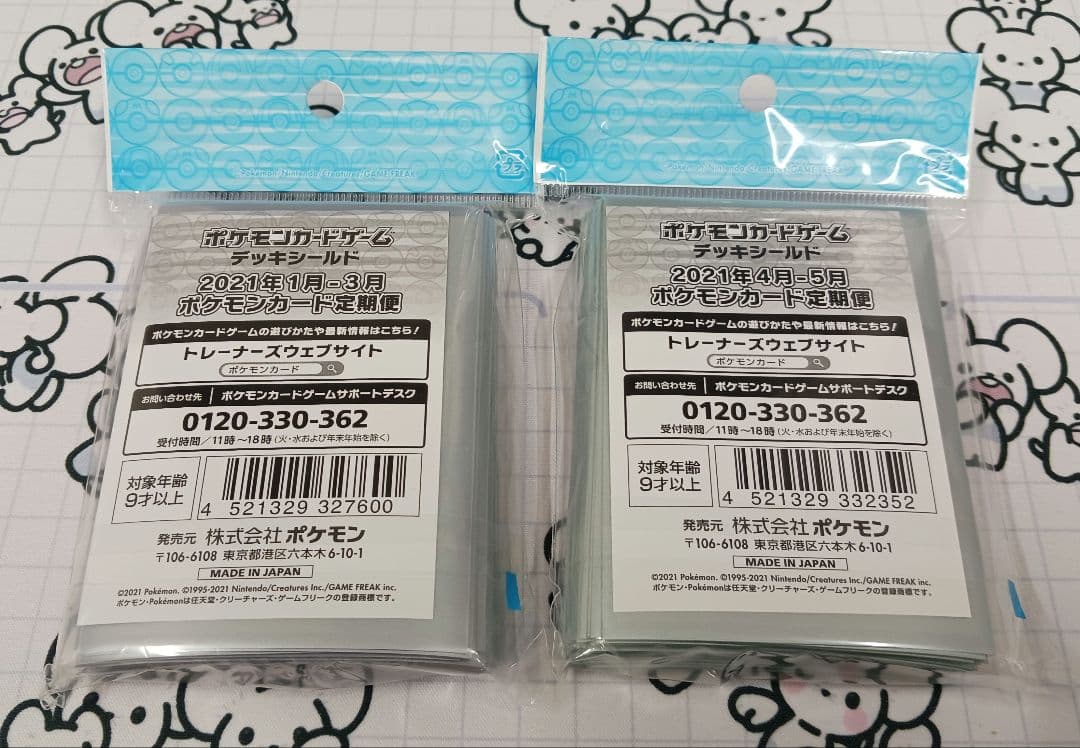 Pokémon/Nintendo/Creatures/GAME FREAK
プラ
ポケモンカードゲーム
デッキシールド
2021年1月-3月
ポケモンカード定期便
ポケモンカードゲームの遊びかたや最新情報はこちら!
トレーナーズウェブサイト
ポケモンカード
お問い合わせ先 ポケモンカードゲームサポートデスク
0120-330-362
受付時間/11時~18時(火・水および年末年始を除く)
対象年齢
9才以上
4 521329 327600
発売元 株式会社ポケモン
〒106-6108 東京都港区六本木6-10-1
MADE IN JAPAN
©2021 Pokémon. ©1995-2021 Nintendo/Creatures Inc./GAME FREAK inc.
ポケモン・Pokémonは任天堂・クリーチャーズ・ゲームフリークの登録商標です。
Pokémon/Nintendo/Creatures/GAME FREAK
プラ
ポケモンカードゲーム
デッキシールド
2021年4月-5月
ポケモンカード定期便
ポケモンカードゲームの遊びかたや最新情報はこちら!
トレーナーズウェブサイト
ポケモンカード
お問い合わせ先 ポケモンカードゲームサポートデスク
0120-330-362
受付時間/11時~18時(火・水および年末年始を除く)
対象年齢
9才以上
4 521329 332352
発売元 株式会社ポケモン
〒106-6108 東京都港区六本木6-10-1
MADE IN JAPAN
©2021 Pokémon. ©1995-2021 Nintendo/Creatures Inc./GAME FREAK inc.
ポケモン・Pokémonは任天堂・クリーチャーズ・ゲームフリークの登録商標です。